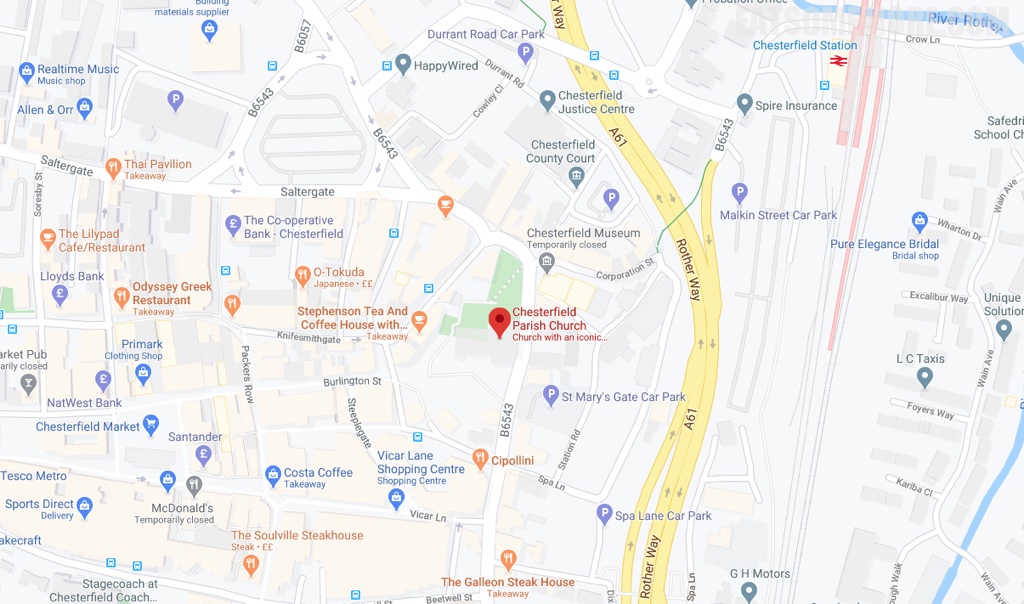 Building
materials supplier
B6057
Rother Way
Probation Office
River Rother
Crow Ln
Durrant Road Car Park
P
Chesterfield Station
Realtime Music
Music shop
HappyWired
Durrant Rd
Allen & Orr
P
B6543
Cowley Cl
Chesterfield
Justice Centre
Spire Insurance
A61
B6543
B6543
Chesterfield
County Court
Saltergate
Thai Pavilion
Takeaway
Soresby St
Saltergate
P
P
Malkin Street Car Park
Wain Ave
The Co-operative
Bank - Chesterfield
The Lilypad
Cafe/Restaurant
Chesterfield Museum
Temporarily closed
Wharton Dr
Pure Elegance Bridal
Bridal shop
Rother Way
Corporation St
Lloyds Bank
O-Tokuda
Japanese • ££
Odyssey Greek
Restaurant
Takeaway
Excalibur Way
Unique
Solution
Stephenson Tea And
Coffee House with...
Takeaway
Chesterfield
Parish Church
Church with an iconic...
Knifesmithgate
Primark
Clothing Shop
Market Pub
Packers Row
L C Taxis
Wain Ave
Burlington St
NatWest Bank
P
St Mary's Gate Car Park
Foyers Way
Steeplegate
B6543
A61
Chesterfield Market
Santander
Station Rd
Vicar Lane
Shopping Centre
Shopping Centre
Cipollini
Costa Coffee
Takeaway
Tesco Metro
Spa Ln
Kariba Cl
McDonald's
Temporarily closed
Sports Direct
Delivery
Vicar Ln
P
Spa Lane Car Park
The Soulville Steakhouse
Steak • ££
Rother Way
The Galleon Steak House
Takeaway
G H Motors
Spa Ln
Wain Ave
Stagecoach at
Chesterfield Coach...
Beetwell St